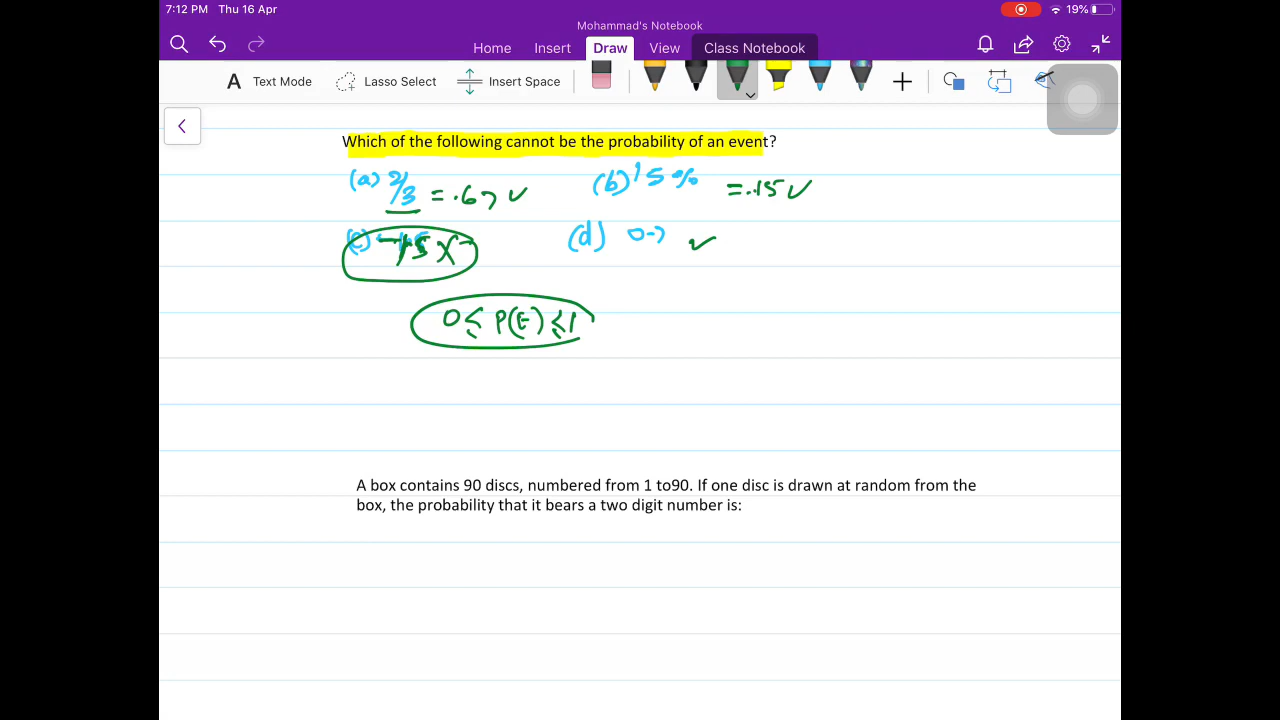 7:12 PM Thu 16 Apr
19%
Mohammad's Notebook
Home Insert Draw View Class Notebook
A Text Mode Lasso Select Insert Space
Which of the following cannot be the probability of an event?
(a) 2/3 = .67 ✓ (b) 15 % = .15 ✓
(c) (d) 0.7 ✓
0 ≤ P(E) ≤ 1
A box contains 90 discs, numbered from 1 to90. If one disc is drawn at random from the
box, the probability that it bears a two digit number is: